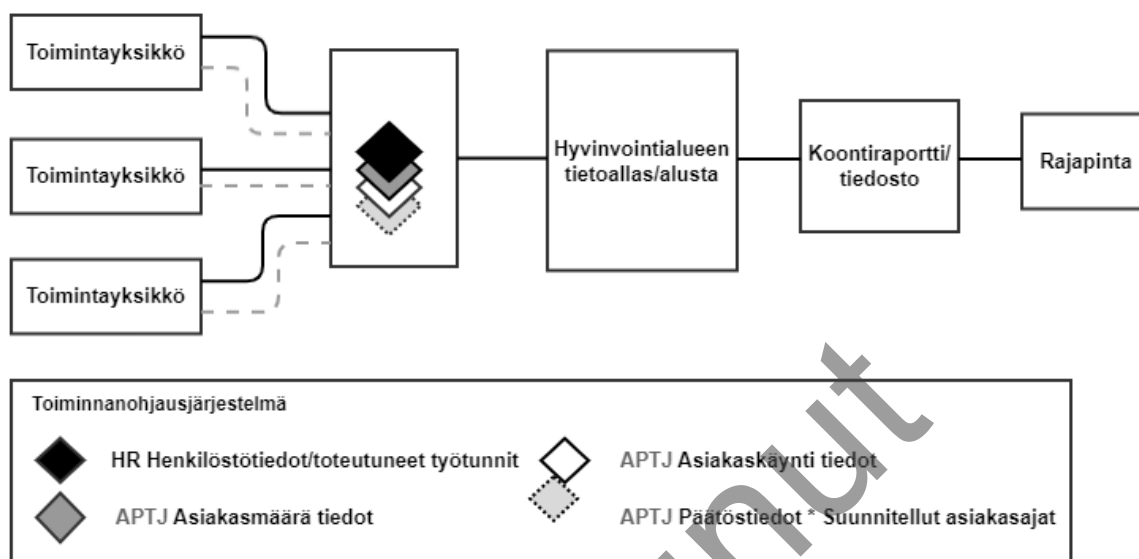 Toimintayksikkö
Toimintayksikkö
Toimintayksikkö
Hyvinvointialueen
tietoallas/alusta
Koontiraportti/
tiedosto
Rajapinta
Toiminnanohjausjärjestelmä
HR Henkilöstötiedot/toteutuneet työtunnit
APTJ Asiakaskäynti tiedot
APTJ Asiakasmäärä tiedot
APTJ Päätöstiedot * Suunnitellut asiakasajat